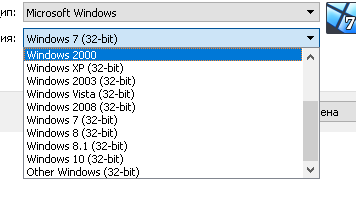 ип: Microsoft Windows
7
ия: Windows 7 (32-bit)
Windows 2000
Windows XP (32-bit)
Windows 2003 (32-bit)
Windows Vista (32-bit)
Windows 2008 (32-bit)
Windows 7 (32-bit)
Windows 8 (32-bit)
Windows 8.1 (32-bit)
Windows 10 (32-bit)
Other Windows (32-bit)
ена